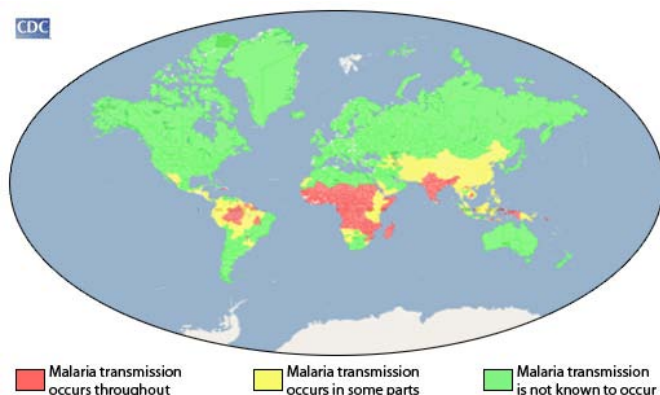 CDC
Malaria transmission
occurs throughout
Malaria transmission
occurs in some parts
Malaria transmission
is not known to occur